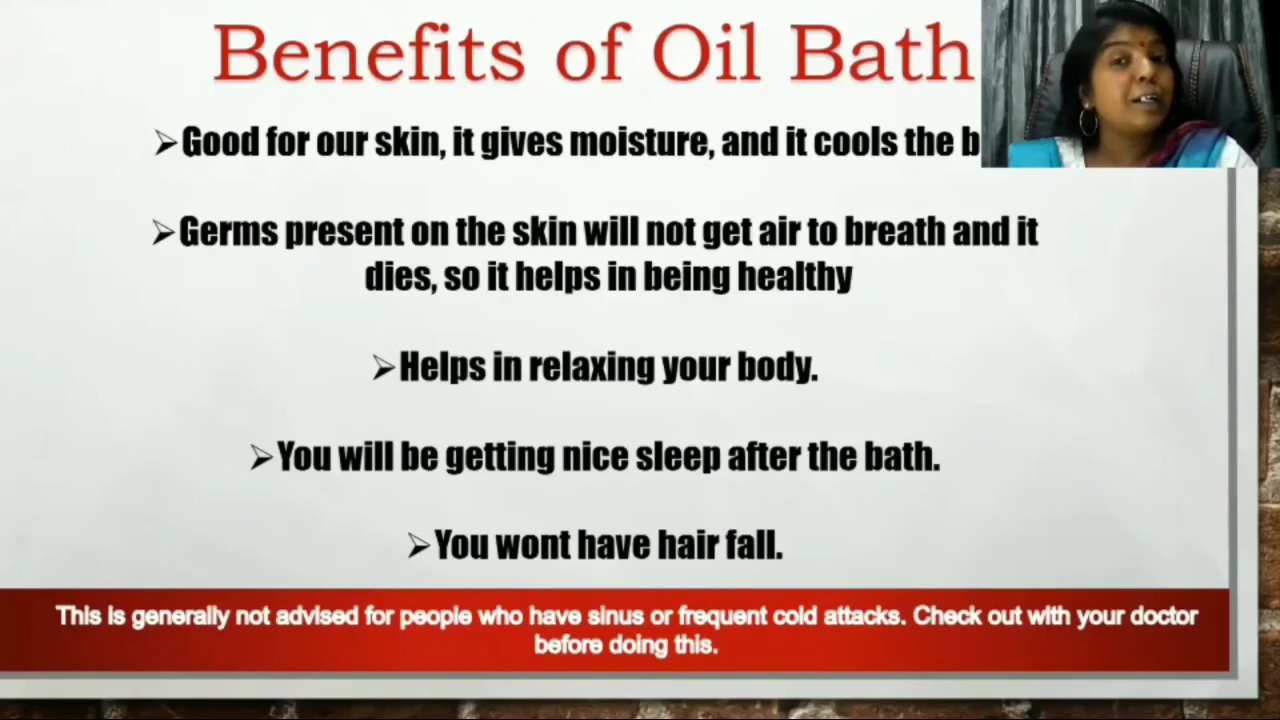 Benefits of Oil Bath
➢Good for our skin, it gives moisture, and it cools the
➢Germs present on the skin will not get air to breath and it
dies, so it helps in being healthy
➢Helps in relaxing your body.
➢You will be getting nice sleep after the bath.
➢You wont have hair fall.
This is generally not advised for people who have sinus or frequent cold attacks. Check out with your doctor
before doing this.